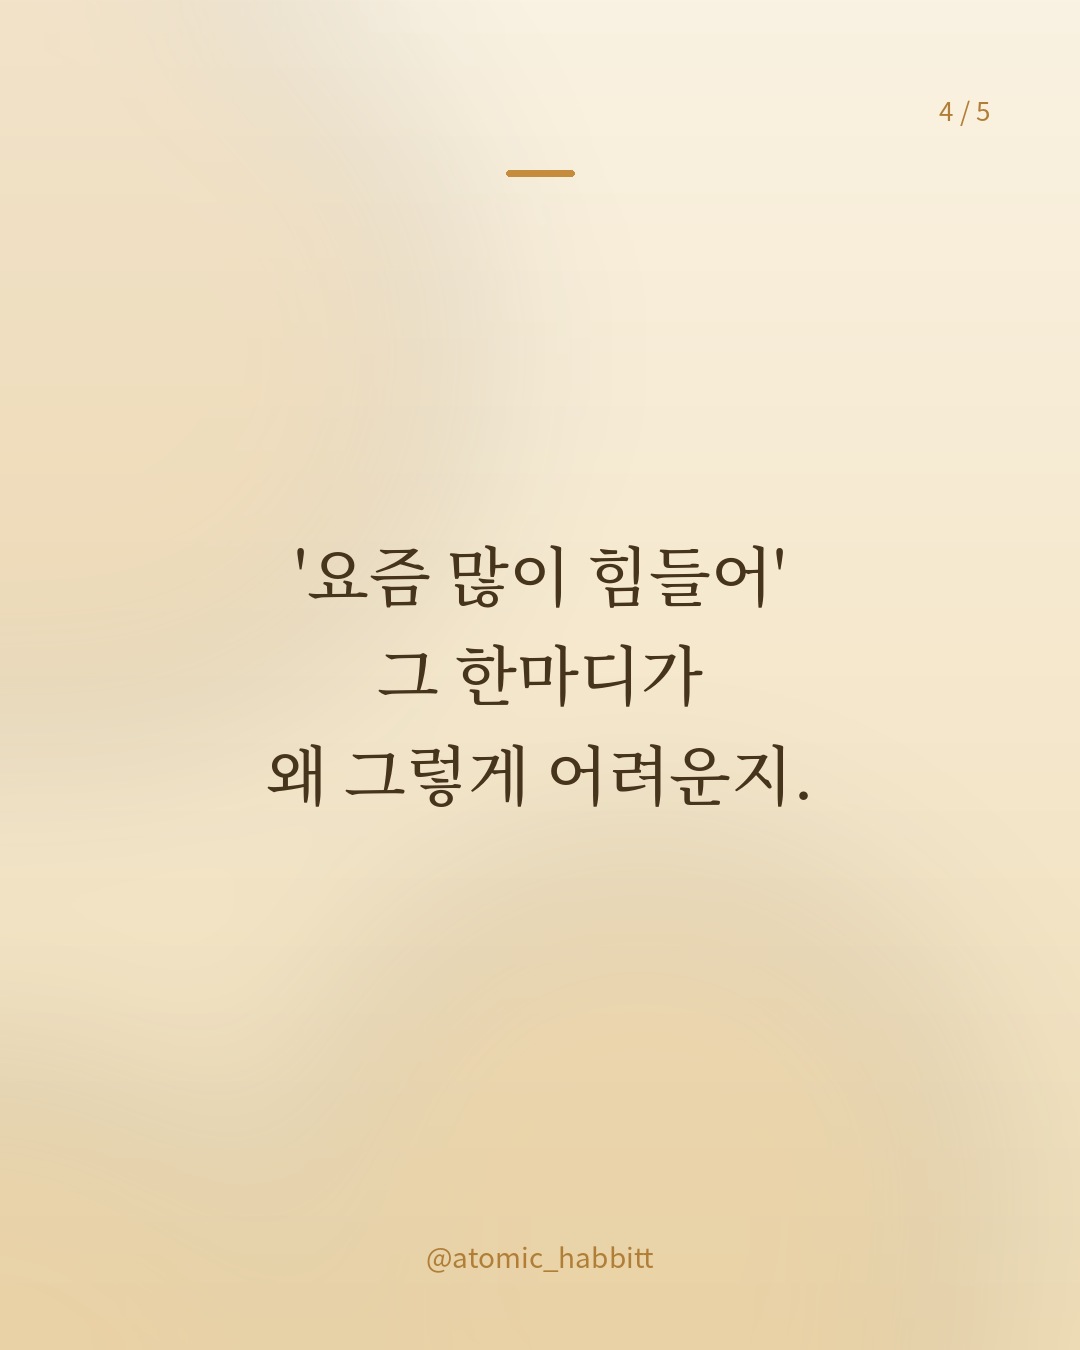 4 / 5
'요즘 많이 힘들어'
그 한마디가
왜 그렇게 어려운지.
@atomic_habbitt